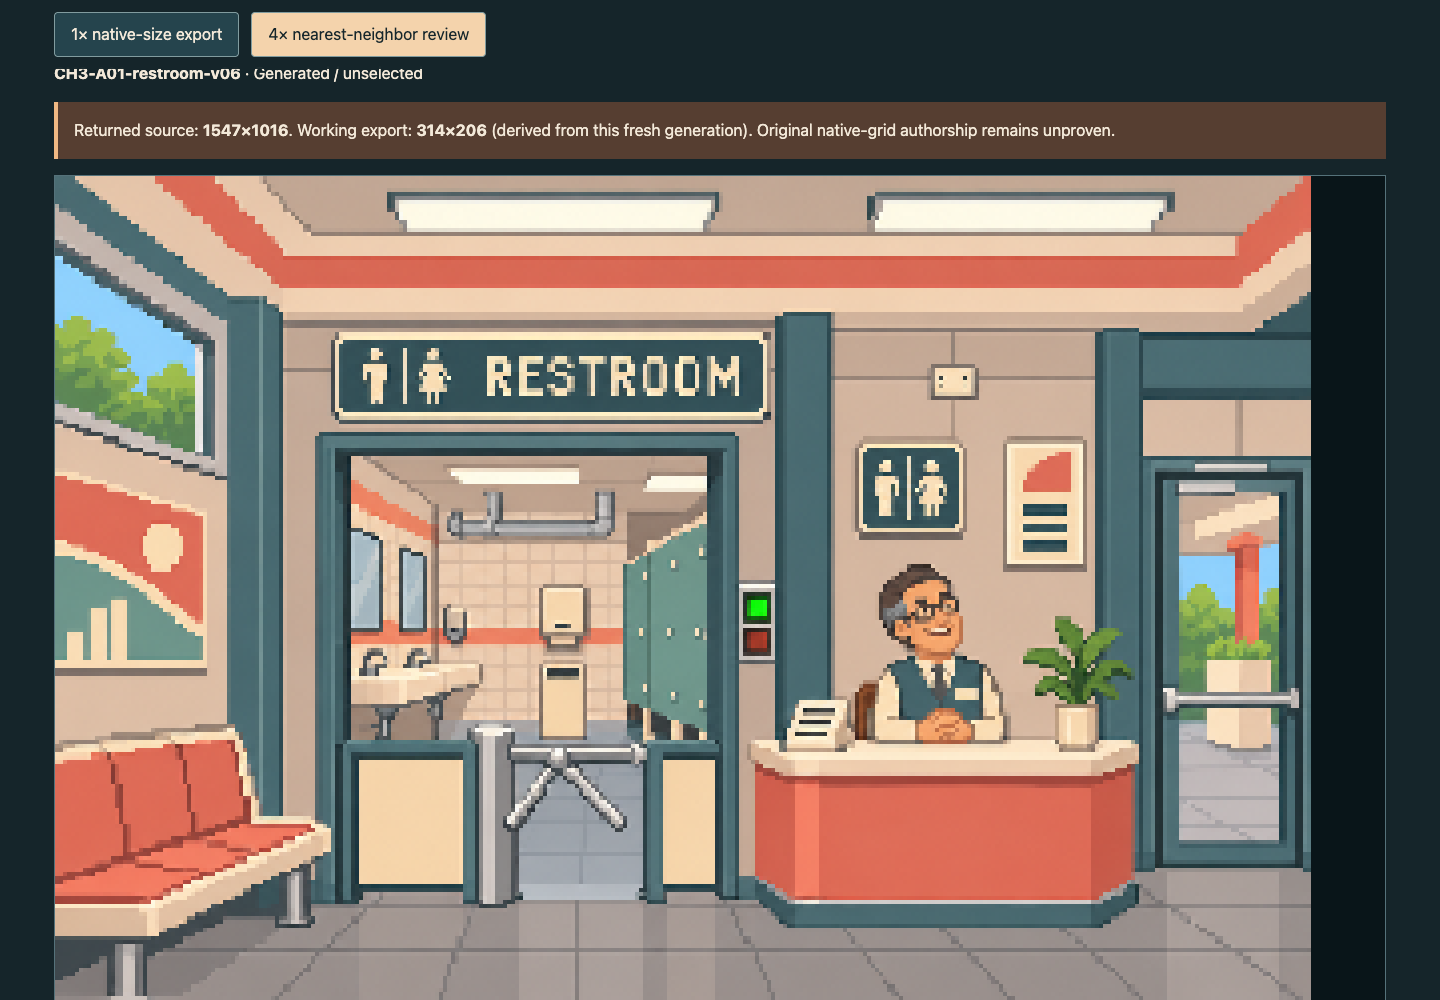 1× native-size export
4× nearest-neighbor review
CH3-A01-restroom-v06 · Generated / unselected
Returned source: 1547×1016. Working export: 314×206 (derived from this fresh generation). Original native-grid authorship remains unproven.
RESTROOM